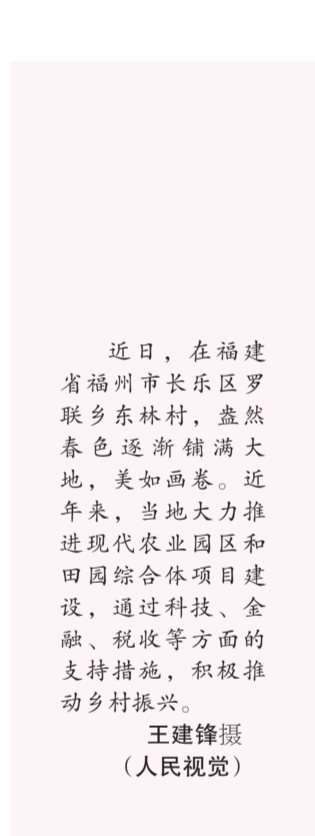 近日，在福建
省福州市长乐区罗
联乡东林村，盎然
春色逐渐铺满大
地，美如画卷。近
年来，当地大力推
进现代农业园区和
田园综合体项目建
设，通过科技、金
融、税收等方面的
支持措施，积极推
动乡村振兴。
王建锋摄
（人民视觉）